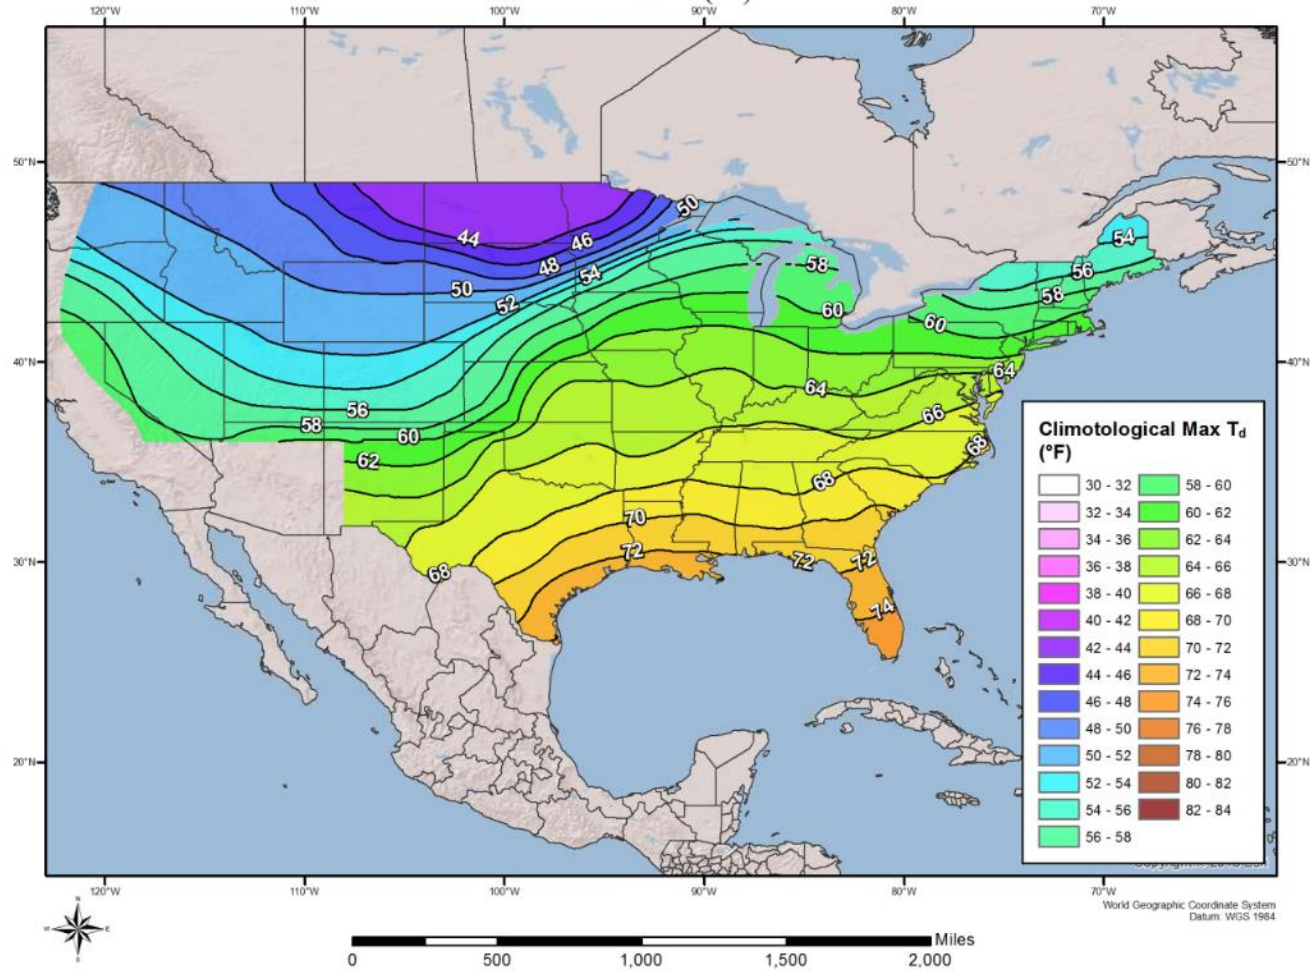 120°W 110°W 100°W 90°W 80°W 70°W
50°N 50°N
50
54
44 46
56
48 54 58
50 58
52 60 60
40°N 40°N
64
64
56 66
58 60
68
62 68
70
72 72 72
30°N 30°N
68
74
20°N 20°N
Climotological Max Td
(°F)
30 - 32 58 - 60
32 - 34 60 - 62
34 - 36 62 - 64
36 - 38 64 - 66
38 - 40 66 - 68
40 - 42 68 - 70
42 - 44 70 - 72
44 - 46 72 - 74
46 - 48 74 - 76
48 - 50 76 - 78
50 - 52 78 - 80
52 - 54 80 - 82
54 - 56 82 - 84
56 - 58
120°W 110°W 100°W 90°W 80°W 70°W
World Geographic Coordinate System
Datum: WGS 1984
N
W E
S
Miles
0 500 1,000 1,500 2,000